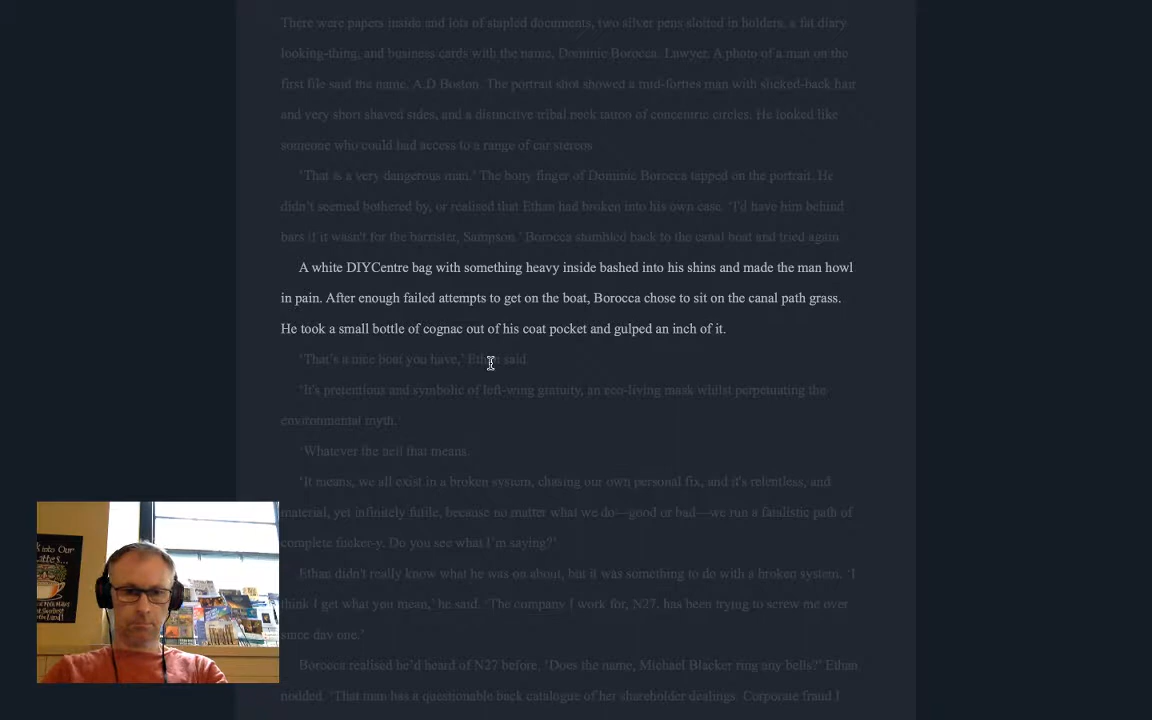 There were papers inside and lots of stapled documents, two silver pens slotted in holders, a fat diary
looking-thing, and business cards with the name, Dominic Borocca. Lawyer. A photo of a man on the
first file said the name, A.D Boston. The portrait shot showed a mid-forties man with slicked-back hair
and very short shaved sides, and a distinctive tribal neck tattoo of concentric circles. He looked like
someone who could had access to a range of car stereos
‘That is a very dangerous man.’ The bony finger of Dominic Borocca tapped on the portrait. He
didn’t seemed bothered by, or realised that Ethan had broken into his own case. ‘I'd have him behind
bars if it wasn't for the barrister, Sampson.’ Borocca stumbled back to the canal boat and tried again
A white DIYCentre bag with something heavy inside bashed into his shins and made the man howl
in pain. After enough failed attempts to get on the boat, Borocca chose to sit on the canal path grass.
He took a small bottle of cognac out of his coat pocket and gulped an inch of it.
‘That’s a nice boat you have,’ Ethan said.
‘It's pretentious and symbolic of left-wing gratuity, an eco-living mask whilst perpetuating the
environmental myth.’
‘Whatever the hell that means.
‘It means, we all exist in a broken system, chasing our own personal fix, and it's relentless, and
material, yet infinitely futile, because no matter what we do—good or bad—we run a fatalistic path of
complete fucker-y. Do you see what I’m saying?’
Ethan didn't really know what he was on about, but it was something to do with a broken system. ‘I
think I get what you mean,’ he said. ‘The company I work for, N27, has been trying to screw me over
since day one.’
Borocca realised he’d heard of N27 before, ‘Does the name, Michael Blacker ring any bells?’ Ethan
nodded. ‘That man has a questionable back catalogue of her shareholder dealings. Corporate fraud I
into Our